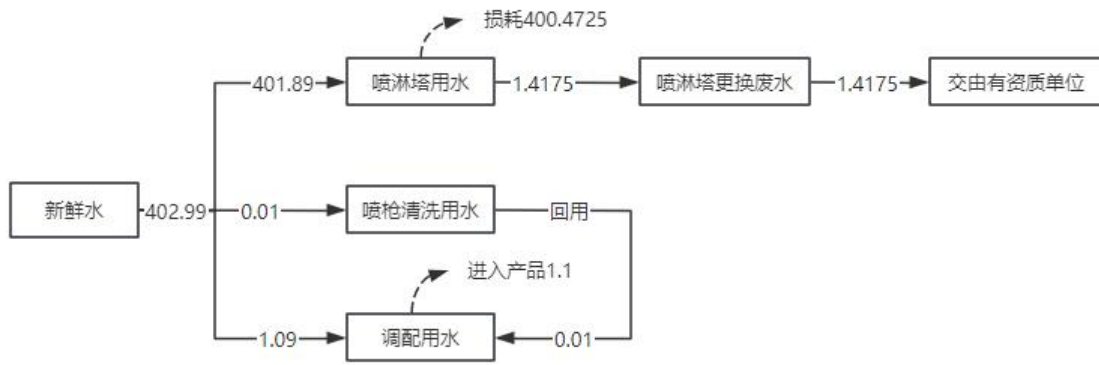 损耗400.4725
401.89
喷淋塔用水
1.4175
喷淋塔更换废水
1.4175
交由有资质单位
新鲜水
402.99
0.01
喷枪清洗用水
回用
进入产品1.1
1.09
调配用水
0.01